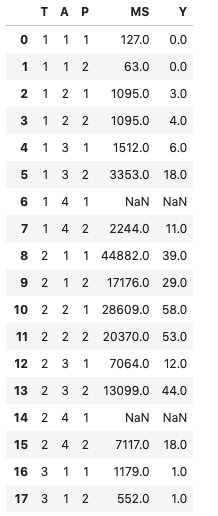 T A P MS Y
0 1 1 1 127.0 0.0
1 1 1 2 63.0 0.0
2 1 2 1 1095.0 3.0
3 1 2 2 1095.0 4.0
4 1 3 1 1512.0 6.0
5 1 3 2 3353.0 18.0
6 1 4 1 NaN NaN
7 1 4 2 2244.0 11.0
8 2 1 1 44882.0 39.0
9 2 1 2 17176.0 29.0
10 2 2 1 28609.0 58.0
11 2 2 2 20370.0 53.0
12 2 3 1 7064.0 12.0
13 2 3 2 13099.0 44.0
14 2 4 1 NaN NaN
15 2 4 2 7117.0 18.0
16 3 1 1 1179.0 1.0
17 3 1 2 552.0 1.0